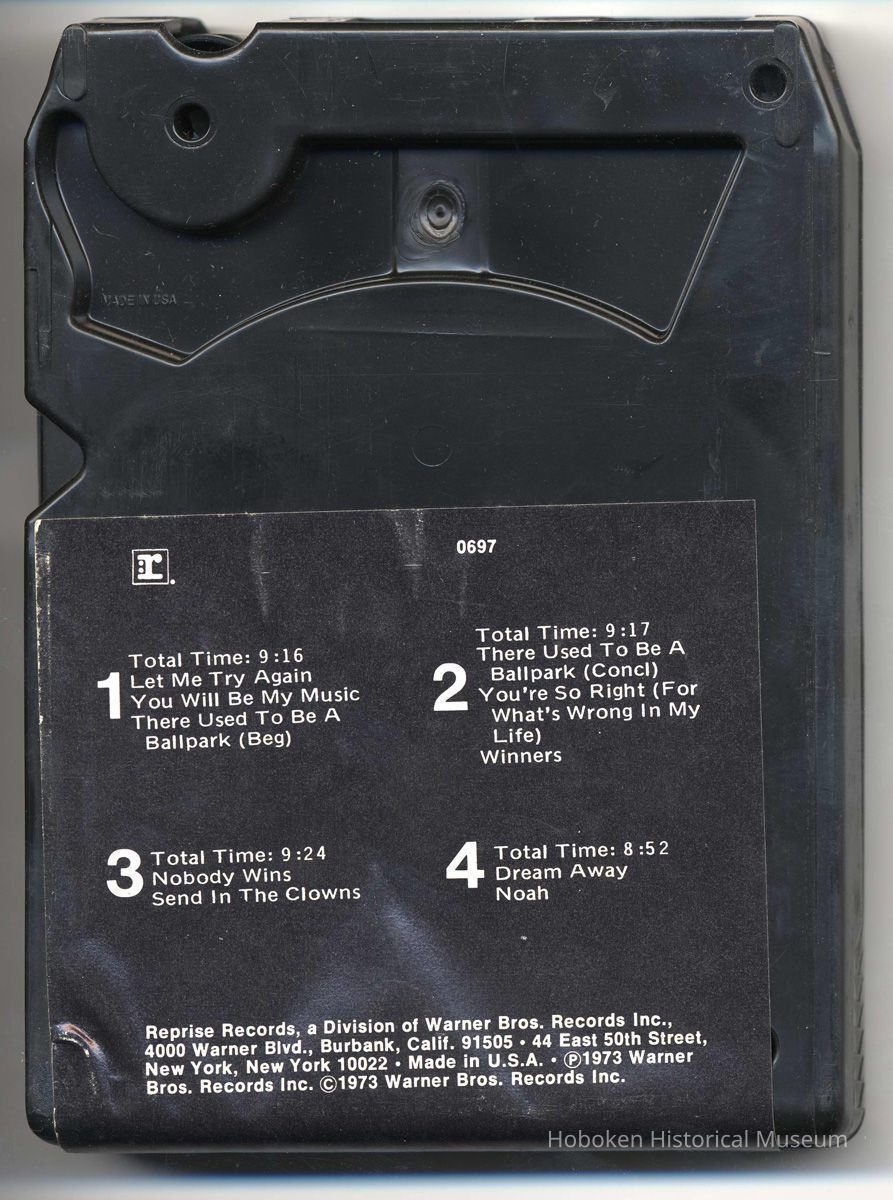 MADE IN USA
:r.
0697
1
Total Time: 9:16
Let Me Try Again
You Will Be My Music
There Used To Be A
Ballpark (Beg)
2
Total Time: 9:17
There Used To Be A
Ballpark (Concl)
You're So Right (For
What's Wrong In My
Life)
Winners
3
Total Time: 9:24
Nobody Wins
Send In The Clowns
4
Total Time: 8:52
Dream Away
Noah
Reprise Records, a Division of Warner Bros. Records Inc.,
4000 Warner Blvd., Burbank, Calif. 91505 • 44 East 50th Street,
New York, New York 10022 • Made in U.S.A. • Ⓟ1973 Warner
Bros. Records Inc. ©1973 Warner Bros. Records Inc.
Hoboken Historical Museum